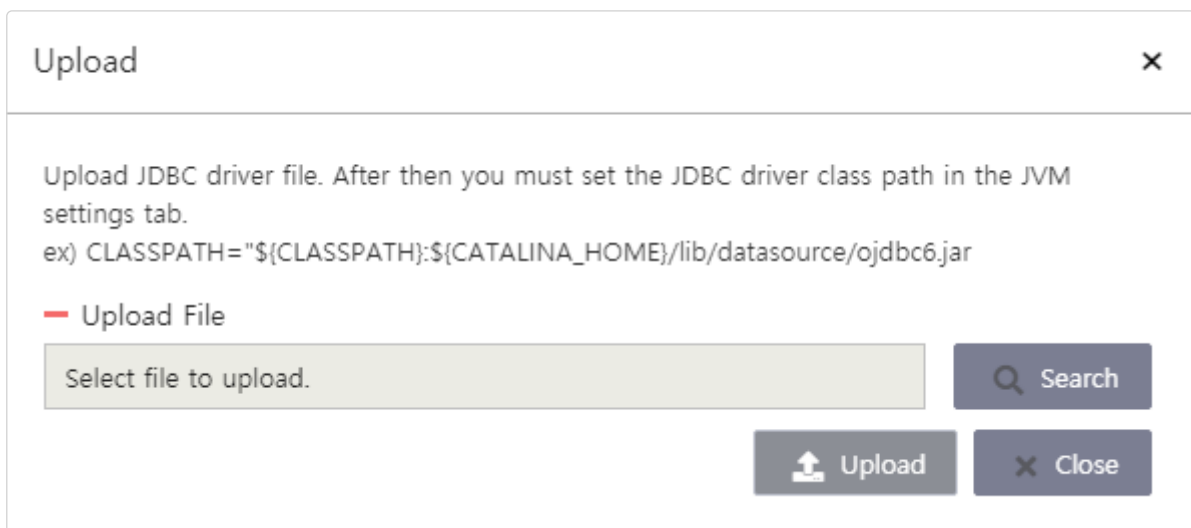 Upload
Upload JDBC driver file. After then you must set the JDBC driver class path in the JVM
settings tab.
ex) CLASSPATH="${CLASSPATH}:${CATALINA_HOME}/lib/datasource/ojdbc6.jar
Upload File
Select file to upload.
Search
Upload
Close